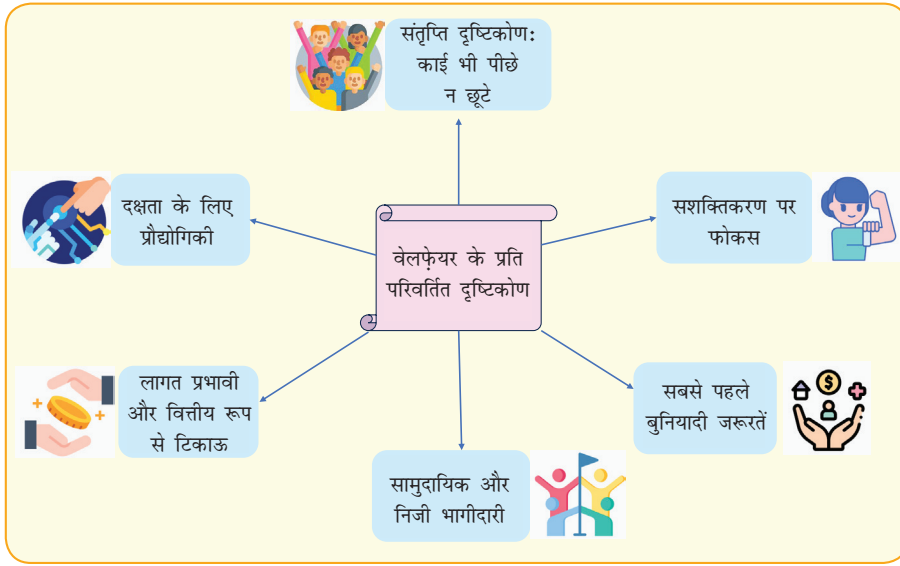 संतृप्ति दृष्टिकोण:
काई भी पीछे
न छूटे
दक्षता के लिए
प्रौद्योगिकी
सशक्तिकरण पर
फोकस
वेलफ़ेयर के प्रति
परिवर्तित दृष्टिकोण
लागत प्रभावी
और वित्तीय रूप
से टिकाऊ
सबसे पहले
बुनियादी जरूरतें
सामुदायिक और
निजी भागीदारी
$